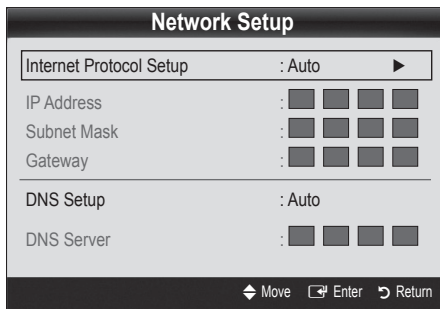 Network Setup
Internet Protocol Setup : Auto ►
IP Address :
Subnet Mask :
Gateway :
DNS Setup : Auto
DNS Server :
Move Enter Return